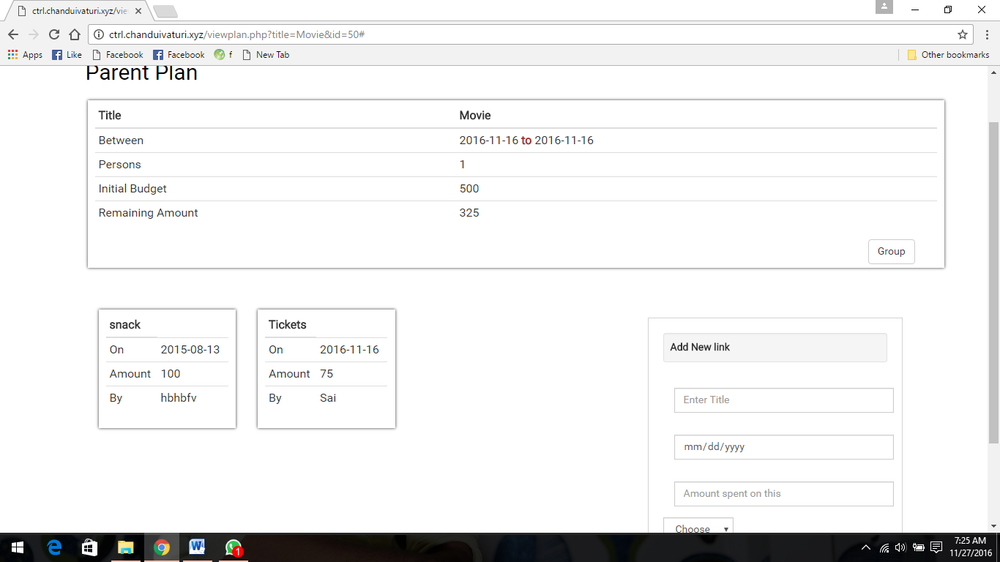 ctrl.chanduivaturi.xyz/vie
ctrl.chanduivaturi.xyz/viewplan.php?title=Movie&id=50#
Apps Like Facebook Facebook f New Tab Other bookmarks
Parent Plan
Title Movie
Between 2016-11-16 to 2016-11-16
Persons 1
Initial Budget 500
Remaining Amount 325
Group
snack
On 2015-08-13
Amount 100
By hbhbfv
Tickets
On 2016-11-16
Amount 75
By Sai
Add New link
Enter Title
mm/dd/yyyy
Amount spent on this
Choose
1
7:25 AM
11/27/2016